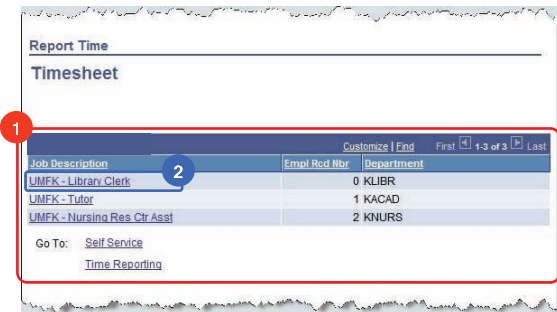 Report Time
Timesheet
1
Customize | Find First 1-3 of 3 Last
Job Description Empl Rcd Nbr Department
2
UMFK - Library Clerk 0 KLIBR
UMFK - Tutor 1 KACAD
UMFK - Nursing Res Ctr Asst 2 KNURS
Go To: Self Service
Time Reporting